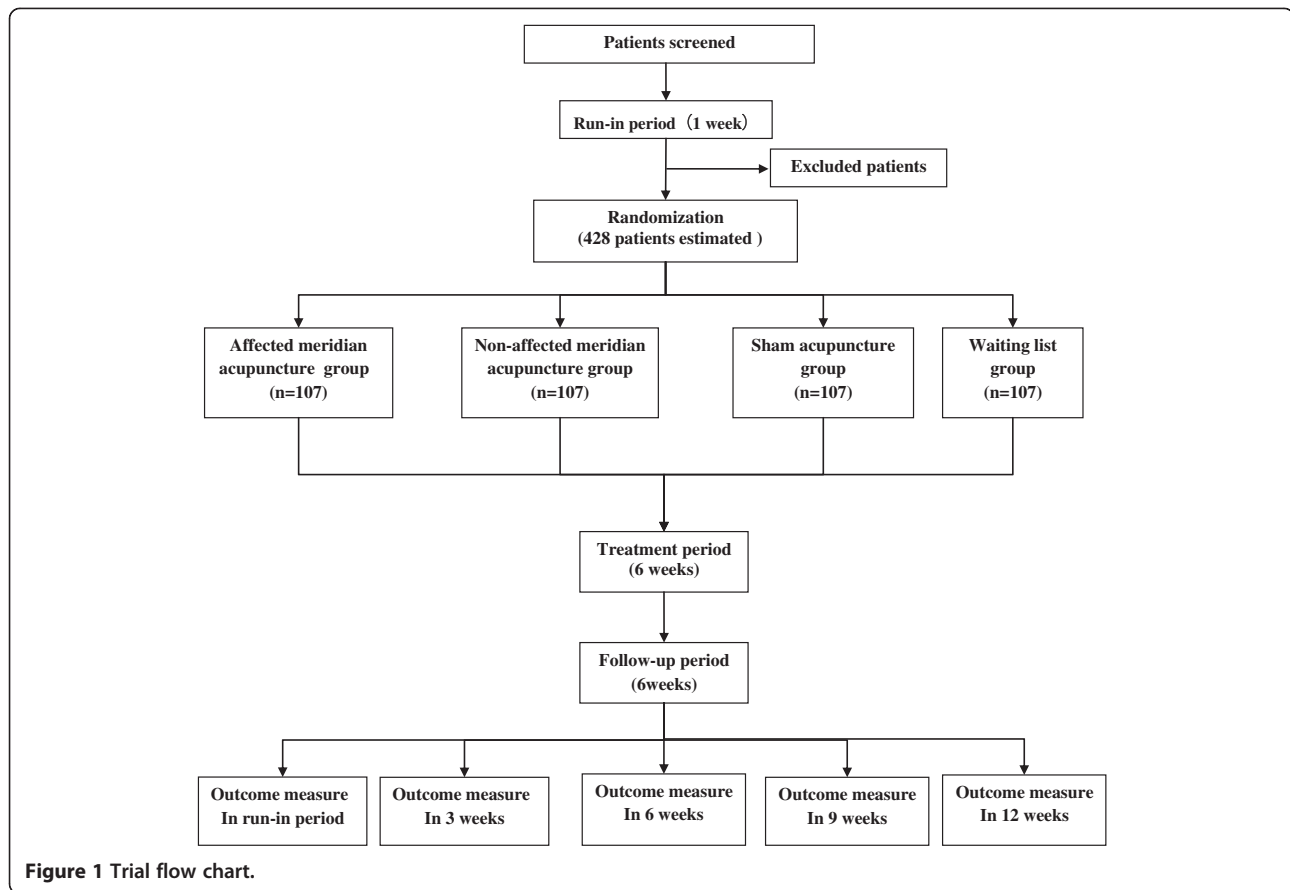 Patients screened
Run-in period（1 week）
Excluded patients
Randomization
(428 patients estimated )
Affected meridian
acupuncture group
(n=107)
Non-affected meridian
acupuncture group
(n=107)
Sham acupuncture
group
(n=107)
Waiting list
group
(n=107)
Treatment period
(6 weeks)
Follow-up period
(6weeks)
Outcome measure
In run-in period
Outcome measure
In 3 weeks
Outcome measure
In 6 weeks
Outcome measure
In 9 weeks
Outcome measure
In 12 weeks
Figure 1 Trial flow chart.